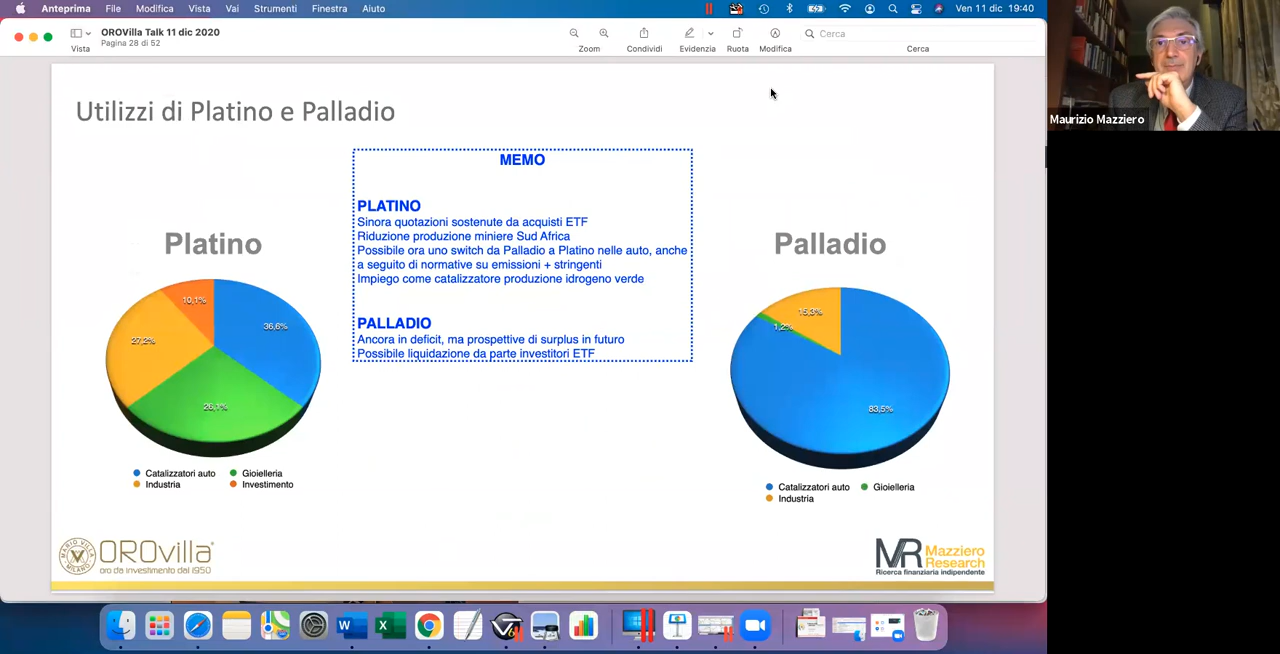 Anteprima File Modifica Vista Vai Strumenti Finestra Aiuto
Ven 11 dic 19:40
OROVilla Talk 11 dic 2020
Pagina 28 di 52
Cerca
Vista
Zoom
Condividi
Evidenzia
Ruota
Modifica
Cerca
Maurizio Mazziero
Utilizzi di Platino e Palladio
MEMO
PLATINO
Sinora quotazioni sostenute da acquisti ETF
Riduzione produzione miniere Sud Africa
Possibile ora uno switch da Palladio a Platino nelle auto, anche
a seguito di normative su emissioni + stringenti
Impiego come catalizzatore produzione idrogeno verde
PALLADIO
Ancora in deficit, ma prospettive di surplus in futuro
Possibile liquidazione da parte investitori ETF
Platino
10,1%
36,6%
27,2%
26,1%
Catalizzatori auto
Gioielleria
Industria
Investimento
Palladio
15,3%
1,2%
83,5%
Catalizzatori auto
Gioielleria
Industria
OROvilla
oro da investimento dal 1950
MR Mazziero
Research
Ricerca finanziaria indipendente